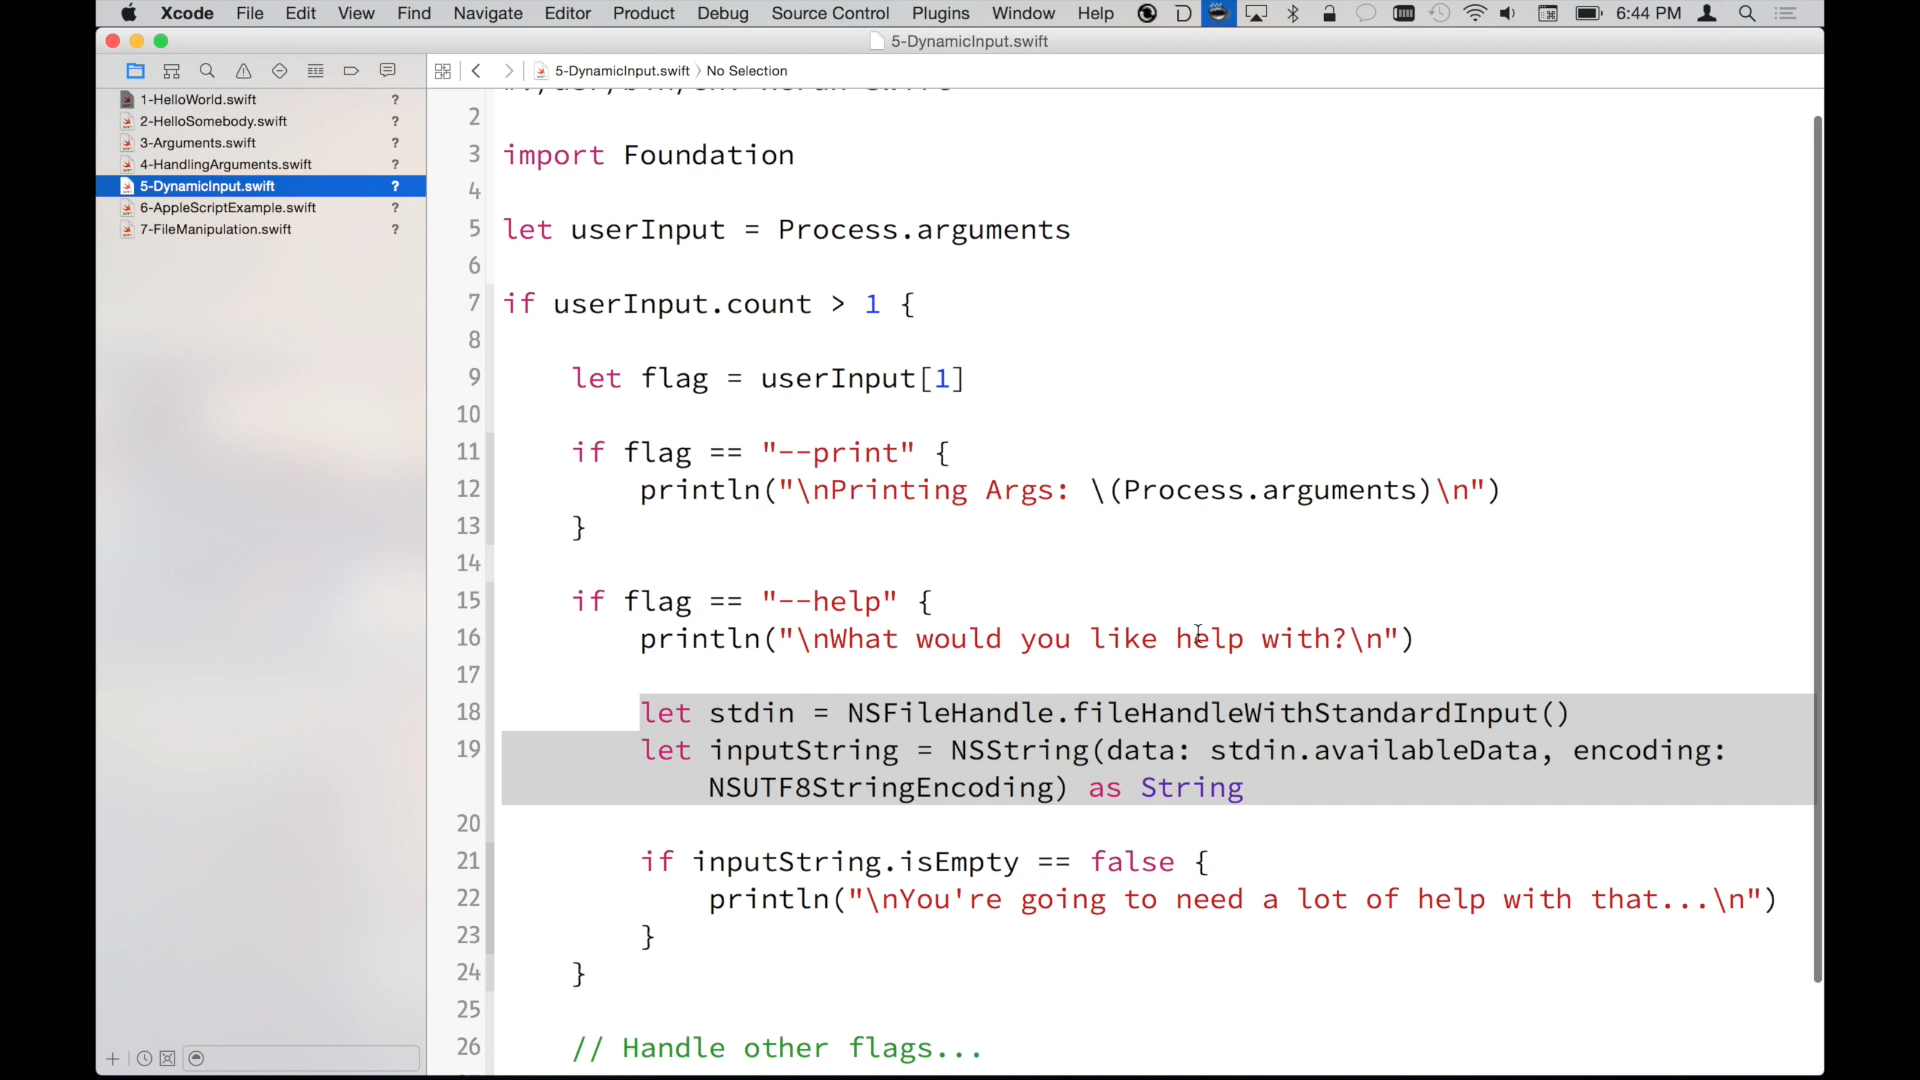 Xcode File Edit View Find Navigate Editor Product Debug Source Control Plugins Window Help 6:44 PM
5-DynamicInput.swift
5-DynamicInput.swift 〉 No Selection
1-HelloWorld.swift ?
2-HelloSomebody.swift ?
3-Arguments.swift ?
4-HandlingArguments.swift ?
5-DynamicInput.swift ?
6-AppleScriptExample.swift ?
7-FileManipulation.swift ?
2
3 import Foundation
4
5 let userInput = Process.arguments
6
7 if userInput.count > 1 {
8
9 let flag = userInput[1]
10
11 if flag == "--print" {
12 println("\nPrinting Args: \(Process.arguments)\n")
13 }
14
15 if flag == "--help" {
16 println("\nWhat would you like help with?\n")
17
18 let stdin = NSFileHandle.fileHandleWithStandardInput()
19 let inputString = NSString(data: stdin.availableData, encoding:
NSUTF8StringEncoding) as String
20
21 if inputString.isEmpty == false {
22 println("\nYou're going to need a lot of help with that...\n")
23 }
24 }
25
26 // Handle other flags...